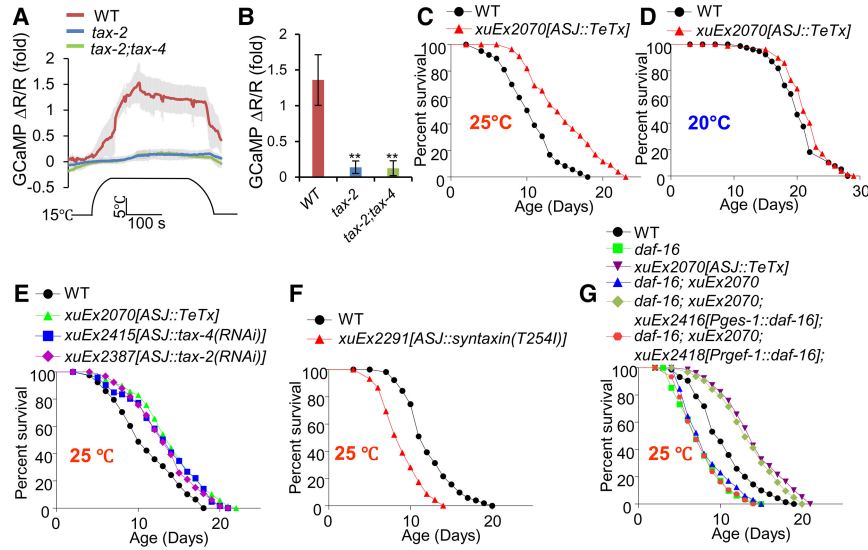 A
WT
tax-2
tax-2;tax-4
GCaMP ΔR/R (fold)
2
1.5
1
0.5
0
-0.5
15℃
5℃
100 s
B
GCaMP ΔR/R (fold)
2
1.5
1
0.5
0
**
**
WT
tax-2
tax-2;tax-4
C
WT
xuEx2070[ASJ::TeTx]
Percent survival
100
80
60
40
20
0
25°C
0
10
20
Age (Days)
D
WT
xuEx2070[ASJ::TeTx]
Percent survival
100
80
60
40
20
0
20°C
0
10
20
30
Age (Days)
E
WT
xuEx2070[ASJ::TeTx]
xuEx2415[ASJ::tax-4(RNAi)]
xuEx2387[ASJ::tax-2(RNAi)]
Percent survival
100
80
60
40
20
0
25 ℃
0
10
20
Age (Days)
F
WT
xuEx2291[ASJ::syntaxin(T254I)]
Percent survival
100
80
60
40
20
0
25 ℃
0
10
20
Age (Days)
G
WT
daf-16
xuEx2070[ASJ::TeTx]
daf-16; xuEx2070
daf-16; xuEx2070;
xuEx2416[Pges-1::daf-16];
daf-16; xuEx2070;
xuEx2418[Prgef-1::daf-16];
Percent survival
100
80
60
40
20
0
25 ℃
0
10
20
Age (Days)